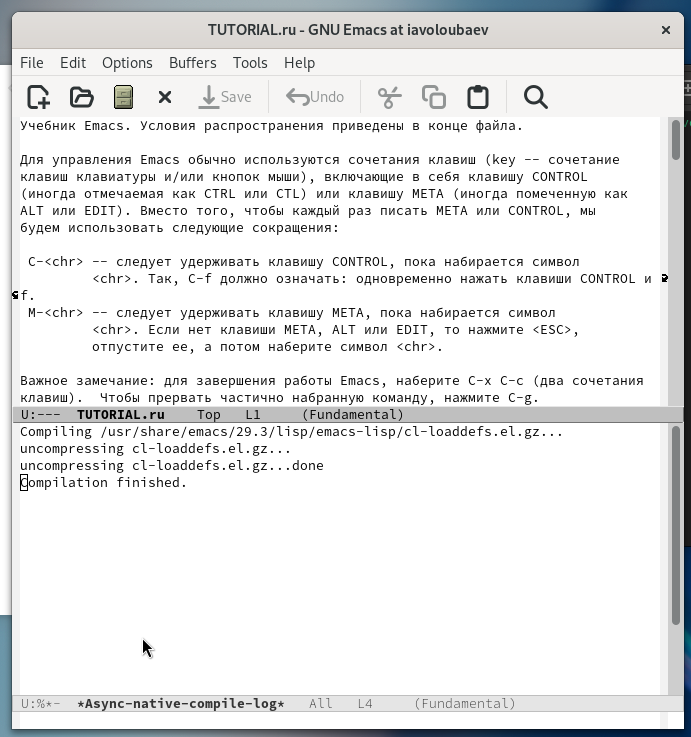 TUTORIAL.ru - GNU Emacs at iavoloubaev
File Edit Options Buffers Tools Help
Save Undo
Учебник Emacs. Условия распространения приведены в конце файла.
Для управления Emacs обычно используются сочетания клавиш (key -- сочетание
клавиш клавиатуры и/или кнопок мыши), включающие в себя клавишу CONTROL
(иногда отмечаемая как CTRL или CTL) или клавишу META (иногда помеченную как
ALT или EDIT). Вместо того, чтобы каждый раз писать META или CONTROL, мы
будем использовать следующие сокращения:
C-<chr> -- следует удерживать клавишу CONTROL, пока набирается символ
<chr>. Так, C-f должно означать: одновременно нажать клавиши CONTROL и
f.
M-<chr> -- следует удерживать клавишу META, пока набирается символ
<chr>. Если нет клавиши META, ALT или EDIT, то нажмите <ESC>,
отпустите ее, а потом наберите символ <chr>.
Важное замечание: для завершения работы Emacs, наберите C-x C-c (два сочетания
клавиш). Чтобы прервать частично набранную команду, нажмите C-g.
U:--- TUTORIAL.ru Top L1 (Fundamental)
Compiling /usr/share/emacs/29.3/lisp/emacs-lisp/cl-loaddefs.el.gz...
uncompressing cl-loaddefs.el.gz...
uncompressing cl-loaddefs.el.gz...done
Compilation finished.
U:%*- *Async-native-compile-log* All L4 (Fundamental)